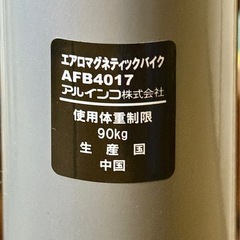 エアロマグネティックバイク
AFB4017
アルインコ株式会社
使用体重制限
90kg
生産国
中国